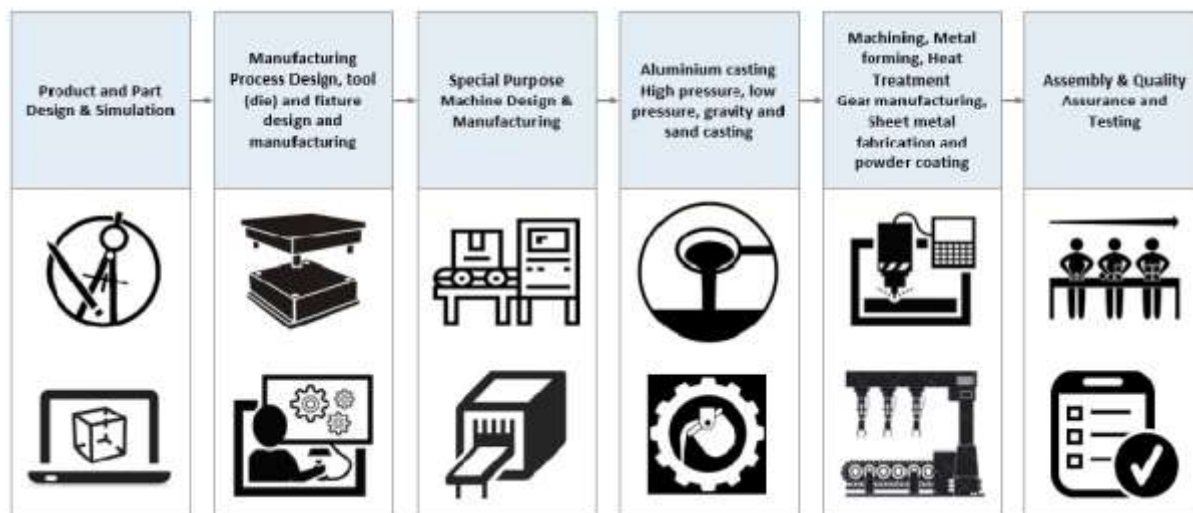 Product and Part
Design & Simulation
Manufacturing
Process Design, tool
(die) and fixture
design and
manufacturing
Special Purpose
Machine Design &
Manufacturing
Aluminium casting
High pressure, low
pressure, gravity and
sand casting
Machining, Metal
forming, Heat
Treatment
Gear manufacturing,
Sheet metal
fabrication and
powder coating
Assembly & Quality
Assurance and
Testing